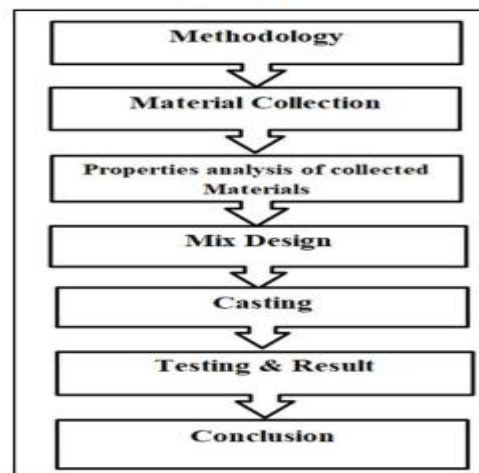 Methodology
Material Collection
Properties analysis of collected
Materials
Mix Design
Casting
Testing & Result
Conclusion